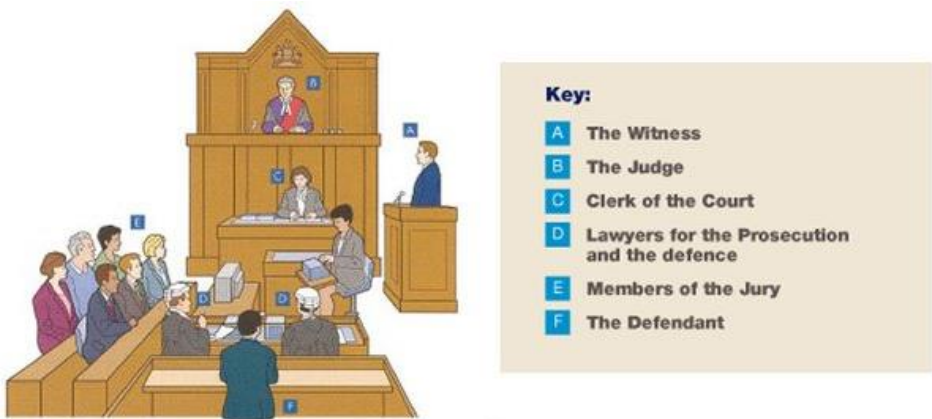 B
A
C
E
D
D
F
Key:
A The Witness
B The Judge
C Clerk of the Court
D Lawyers for the Prosecution
and the defence
E Members of the Jury
F The Defendant